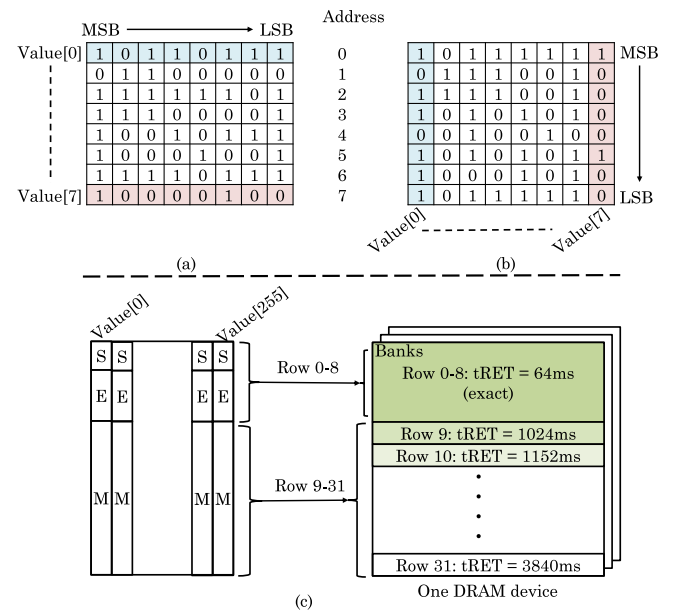 Address
MSB LSB
Value[0] 1 0 1 1 0 1 1 1 0 1 0 1 1 1 1 1 1 MSB
0 1 1 0 0 0 0 0 1 0 1 1 1 0 0 1 0
1 1 1 1 1 1 0 1 2 1 1 1 1 0 0 1 0
1 1 1 0 0 0 0 1 3 1 0 1 0 1 0 1 0
1 0 0 1 0 1 1 1 4 0 0 1 0 0 1 0 0
1 0 0 0 1 0 0 1 5 1 0 1 0 1 0 1 1
1 1 1 1 0 1 1 1 6 1 0 0 0 1 0 1 0
Value[7] 1 0 0 0 0 1 0 0 7 1 0 1 1 1 1 1 0 LSB
Value[0] Value[7]
(a) (b)
Value[0] Value[255]
S S S S
E E E E
M M M M
Row 0-8
Row 9-31
Banks
Row 0-8: tRET = 64ms
(exact)
Row 9: tRET = 1024ms
Row 10: tRET = 1152ms
Row 31: tRET = 3840ms
One DRAM device
(c)